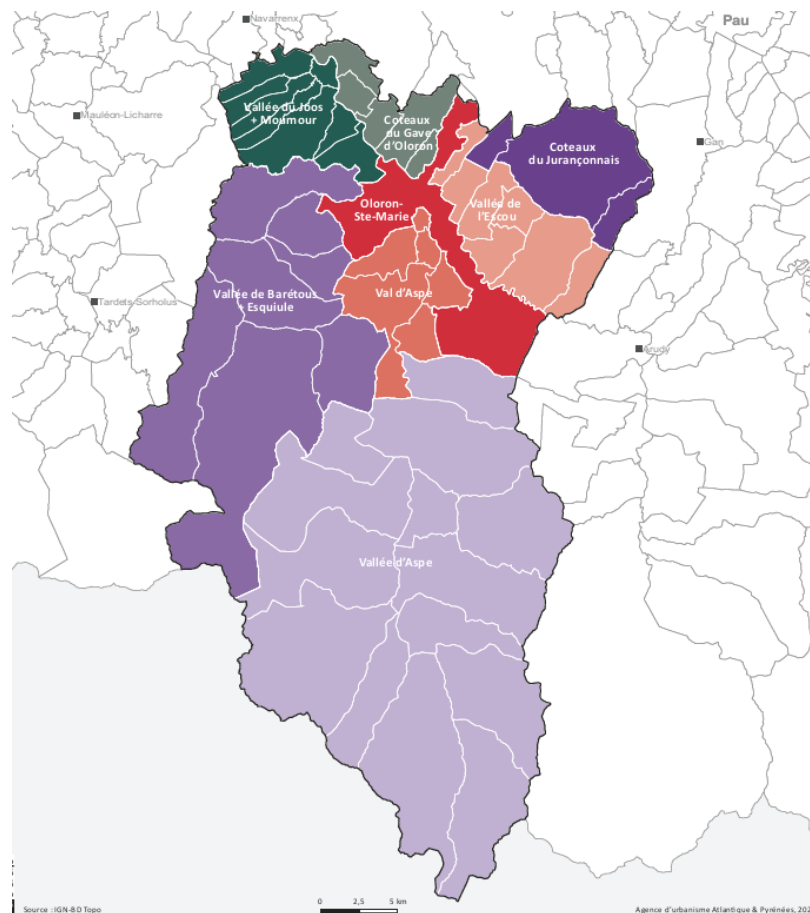 Navarrenx
Pau
Mauléon-Licharre
Vallée du Joos
+ Moumour
Coteaux
du Gave
d'Oloron
Coteaux
du Jurançonnais
Gan
Oloron-
Ste-Marie
Vallée de
l'Escou
Vallée de Barétous
+ Esquiule
Val d'Aspe
Tardets-Sorholus
Arudy
Vallée d'Aspe
0 2,5 5 km
Source : IGN-BD Topo
Agence d'urbanisme Atlantique & Pyrénées, 202